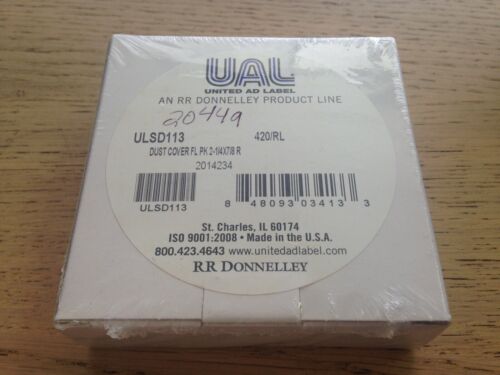 UAL
UNITED AD LABEL
AN RR DONNELLEY PRODUCT LINE
20449
ULSD113 420/RL
DUST COVER FL PK 2-1/4X7/8 R
2014234
ULSD113
8 48093 03413 3
St. Charles, IL 60174
ISO 9001:2008 • Made in the U.S.A.
800.423.4643 www.unitedadlabel.com
RR DONNELLEY